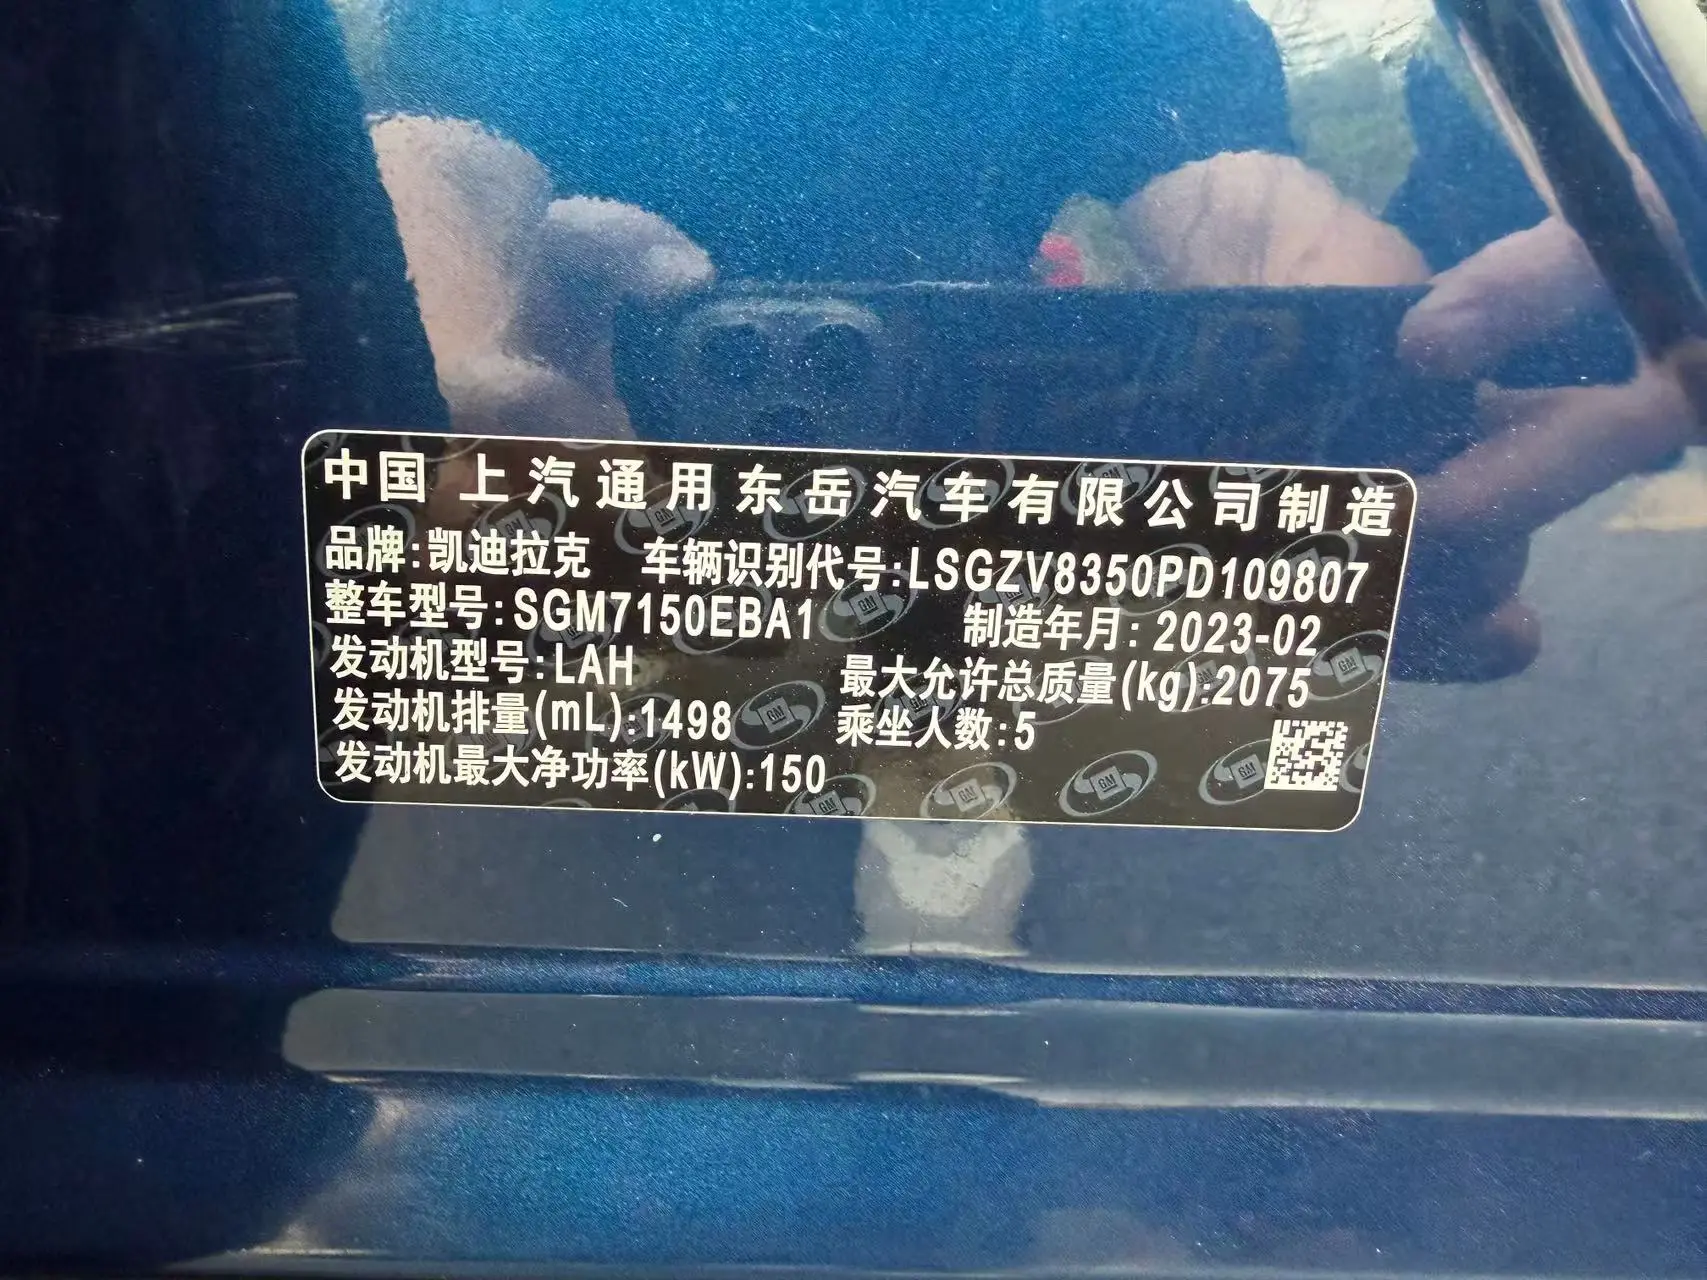 中国 上汽通用东岳汽车有限公司制造
品牌:凯迪拉克 车辆识别代号:LSGZV8350PD109807
整车型号:SGM7150EBA1 制造年月: 2023-02
发动机型号:LAH 最大允许总质量(kg):2075
发动机排量(mL):1498 乘坐人数:5
发动机最大净功率(kW):150
GM